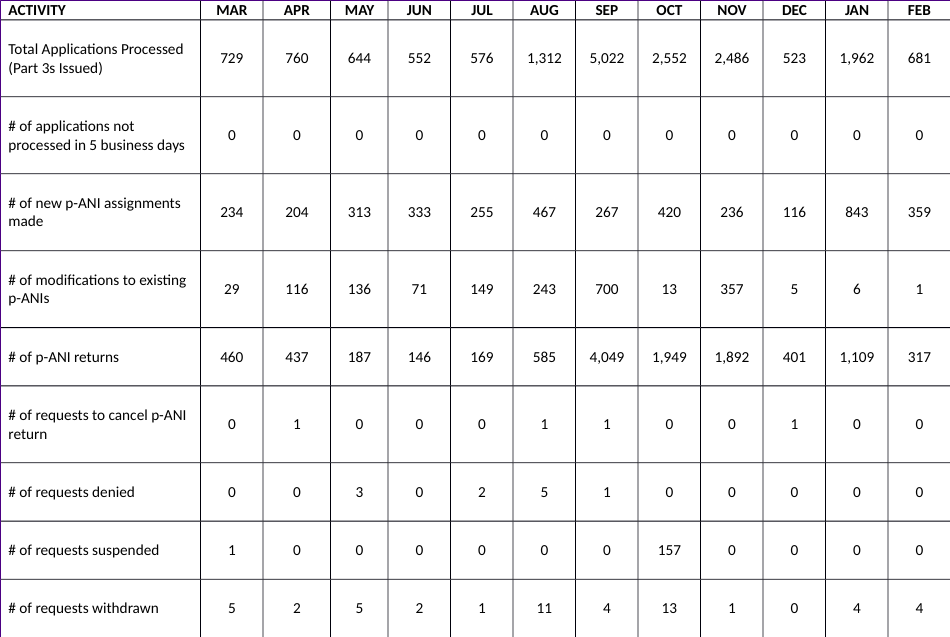 ACTIVITY MAR APR MAY JUN JUL AUG SEP OCT NOV DEC JAN FEB
Total Applications Processed
(Part 3s Issued) 729 760 644 552 576 1,312 5,022 2,552 2,486 523 1,962 681
# of applications not
processed in 5 business days 0 0 0 0 0 0 0 0 0 0 0 0
# of new p-ANI assignments
made 234 204 313 333 255 467 267 420 236 116 843 359
# of modifications to existing
p-ANIs 29 116 136 71 149 243 700 13 357 5 6 1
# of p-ANI returns 460 437 187 146 169 585 4,049 1,949 1,892 401 1,109 317
# of requests to cancel p-ANI
return 0 1 0 0 0 1 1 0 0 1 0 0
# of requests denied 0 0 3 0 2 5 1 0 0 0 0 0
# of requests suspended 1 0 0 0 0 0 0 157 0 0 0 0
# of requests withdrawn 5 2 5 2 1 11 4 13 1 0 4 4